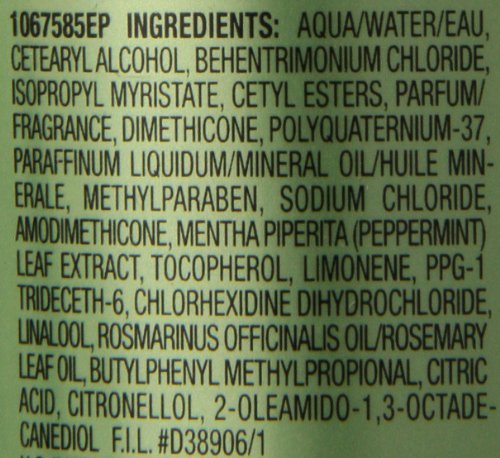 1067585EP INGREDIENTS: AQUA/WATER/EAU,
CETEARYL ALCOHOL, BEHENTRIMONIUM CHLORIDE,
ISOPROPYL MYRISTATE, CETYL ESTERS, PARFUM/
FRAGRANCE, DIMETHICONE, POLYQUATERNIUM-37,
PARAFFINUM LIQUIDUM/MINERAL OIL/HUILE MIN-
ERALE, METHYLPARABEN, SODIUM CHLORIDE,
AMODIMETHICONE, MENTHA PIPERITA (PEPPERMINT)
LEAF EXTRACT, TOCOPHEROL, LIMONENE, PPG-1
TRIDECETH-6, CHLORHEXIDINE DIHYDROCHLORIDE,
LINALOOL, ROSMARINUS OFFICINALIS OIL/ROSEMARY
LEAF OIL, BUTYLPHENYL METHYLPROPIONAL, CITRIC
ACID, CITRONELLOL, 2-OLEAMIDO-1,3-OCTADE-
CANEDIOL F.I.L. #D38906/1